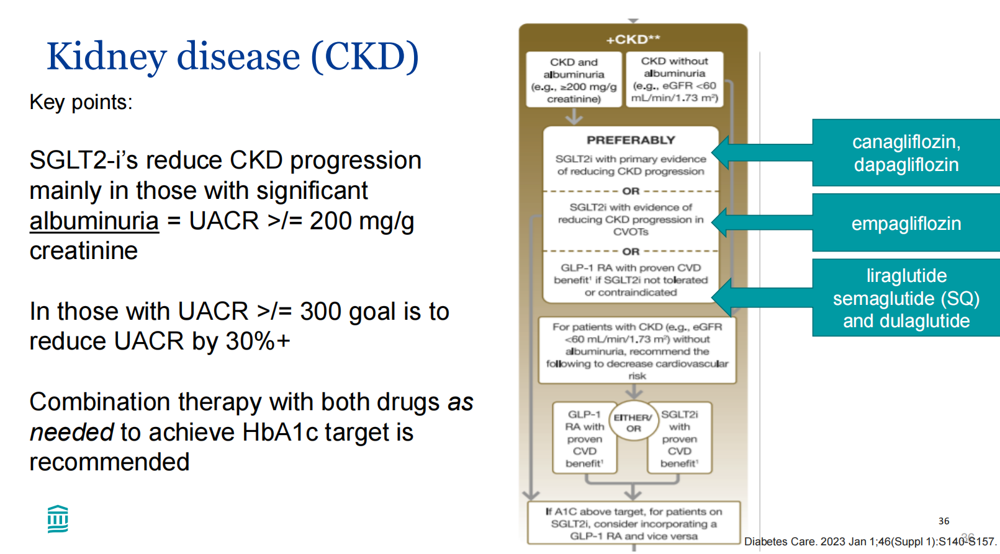 Kidney disease (CKD)
Key points:
SGLT2-i’s reduce CKD progression
mainly in those with significant
albuminuria = UACR >/= 200 mg/g
creatinine
In those with UACR >/= 300 goal is to
reduce UACR by 30%+
Combination therapy with both drugs as
needed to achieve HbA1c target is
recommended
+CKD**
CKD and
albuminuria
(e.g., ≥200 mg/g
creatinine)
CKD without
albuminuria
(e.g., eGFR <60
mL/min/1.73 m²)
PREFERABLY
SGLT2i with primary evidence
of reducing CKD progression
OR
SGLT2i with evidence of
reducing CKD progression in
CVOTs
OR
GLP-1 RA with proven CVD
benefit¹ if SGLT2i not tolerated
or contraindicated
For patients with CKD (e.g., eGFR
<60 mL/min/1.73 m²) without
albuminuria, recommend the
following to decrease cardiovascular
risk
GLP-1
RA with
proven
CVD
benefit¹
EITHER/
OR
SGLT2i
with
proven
CVD
benefit¹
If A1C above target, for patients on
SGLT2i, consider incorporating a
GLP-1 RA and vice versa
canagliflozin,
dapagliflozin
empagliflozin
liraglutide
semaglutide (SQ)
and dulaglutide
36
36
Diabetes Care. 2023 Jan 1;46(Suppl 1):S140-S157.